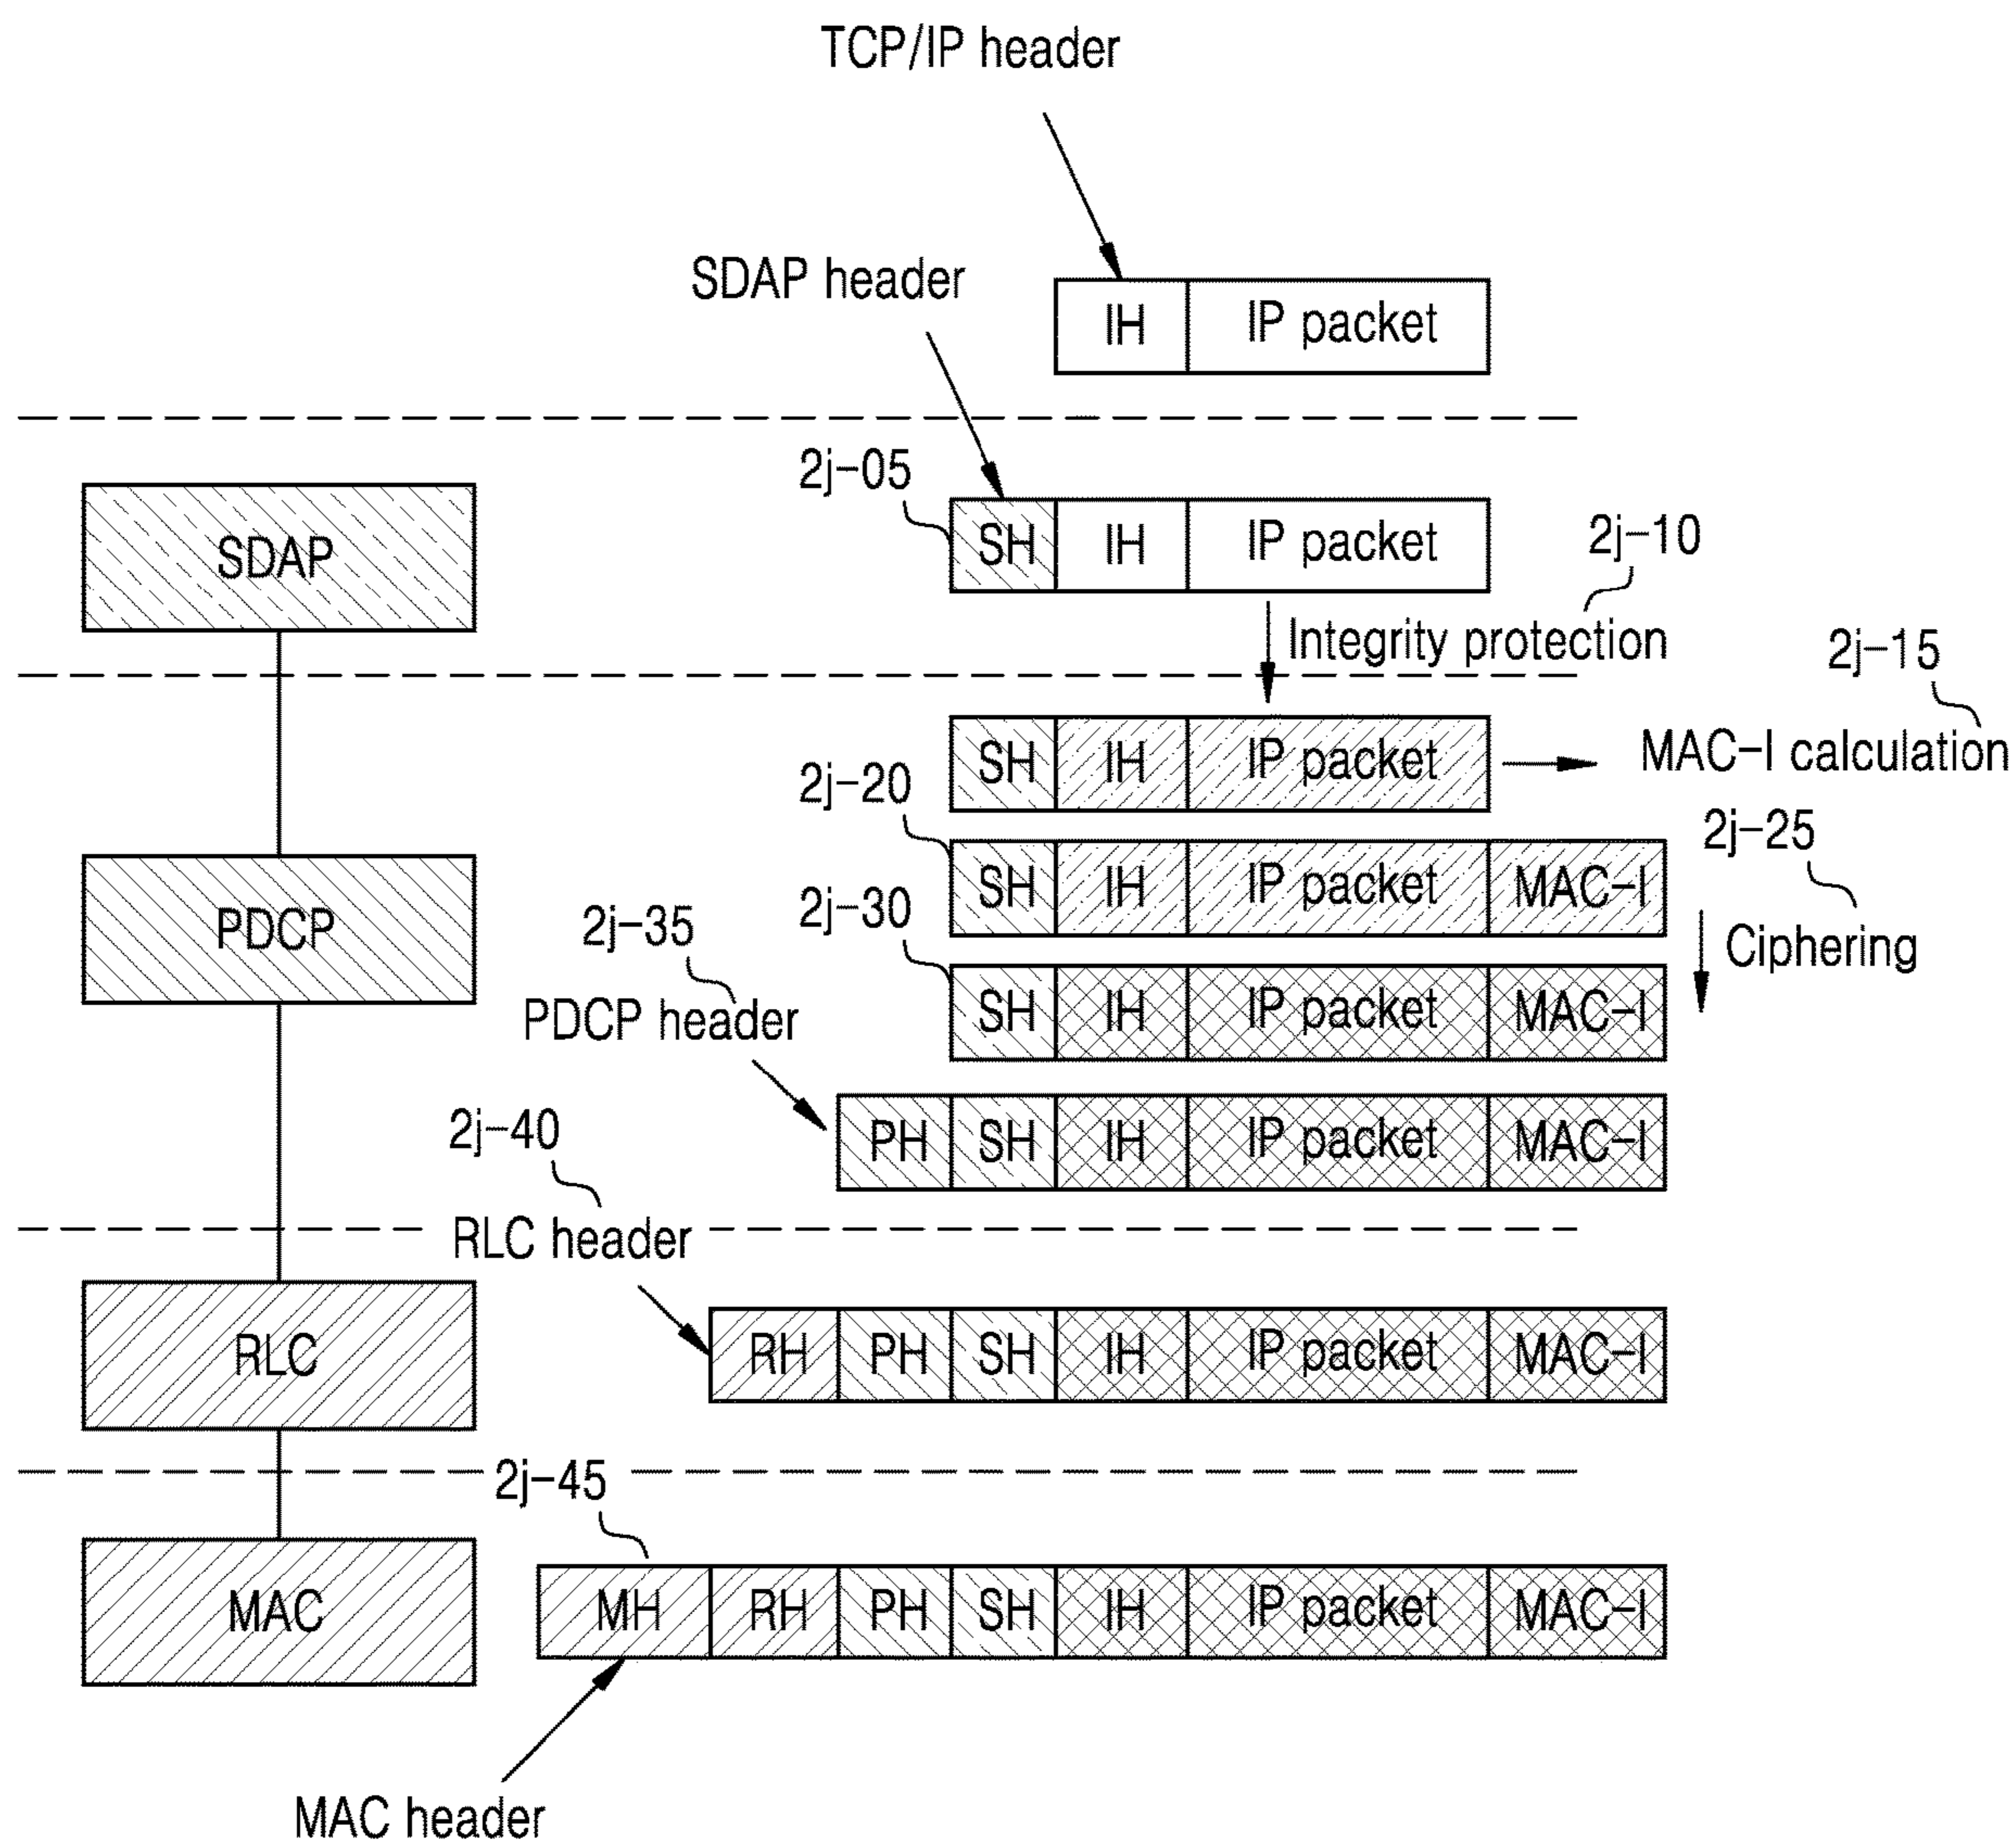 TCP/IP header
SDAP header
IH IP packet
2j-05
SDAP
SH IH IP packet
2j-10
Integrity protection
2j-15
SH IH IP packet
MAC-I calculation
2j-20
SH IH IP packet MAC-I
2j-25
PDCP
2j-30
Ciphering
2j-35
SH IH IP packet MAC-I
PDCP header
PH SH IH IP packet MAC-I
2j-40
RLC header
RLC
RH PH SH IH IP packet MAC-I
2j-45
MAC
MH RH PH SH IH IP packet MAC-I
MAC header